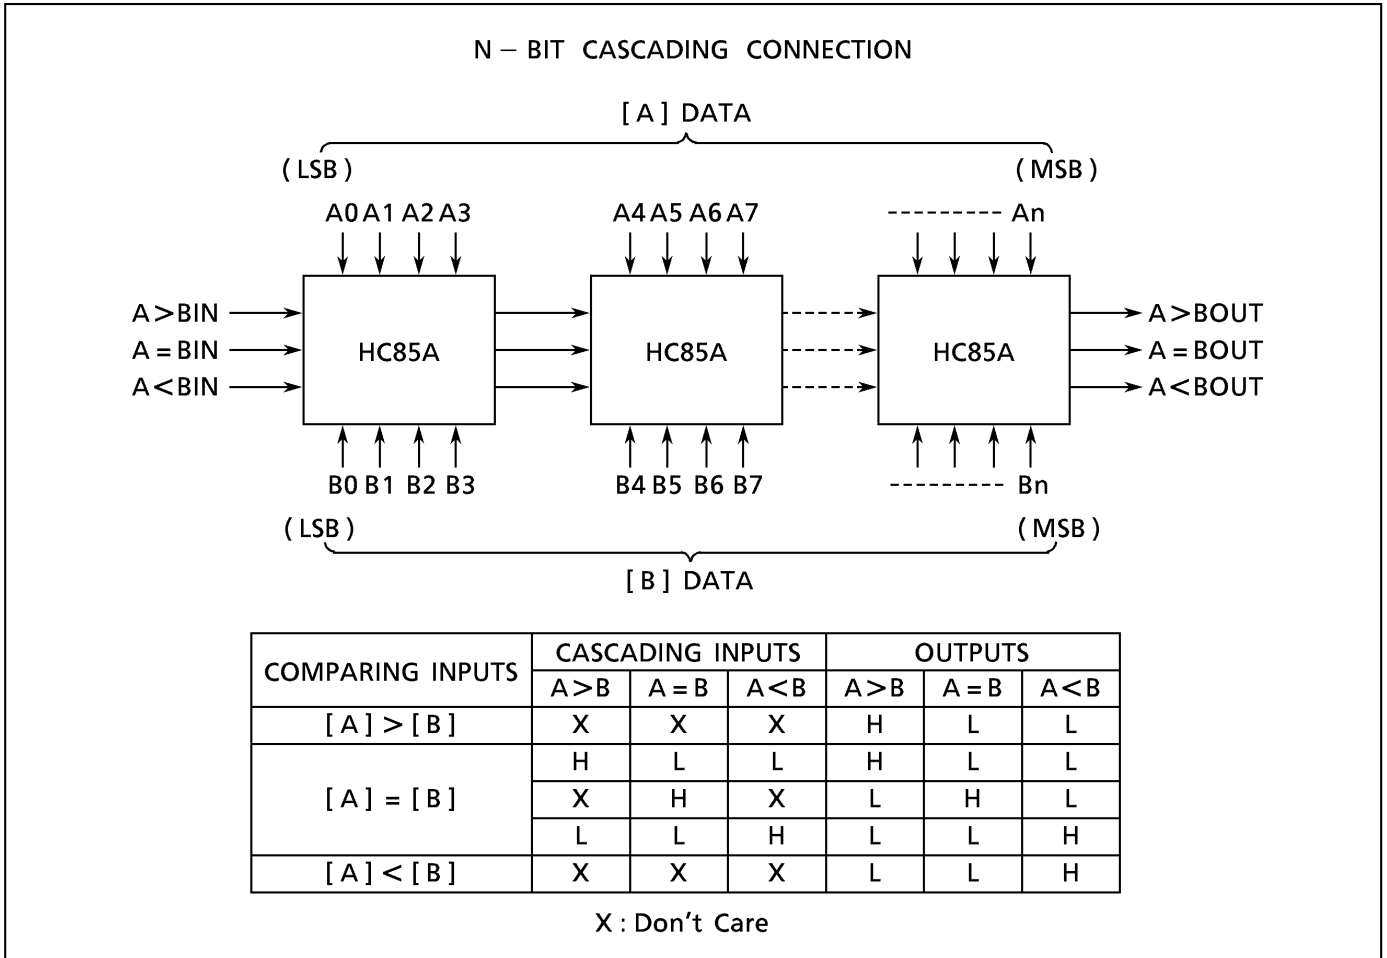 N – BIT CASCADING CONNECTION
[ A ] DATA
( LSB ) ( MSB )
A0 A1 A2 A3 A4 A5 A6 A7 An
A>BIN HC85A HC85A HC85A A>BOUT
A=BIN A=BOUT
A<BIN A<BOUT
B0 B1 B2 B3 B4 B5 B6 B7 Bn
( LSB ) ( MSB )
[ B ] DATA
COMPARING INPUTS CASCADING INPUTS OUTPUTS
A>B A=B A<B A>B A=B A<B
[ A ] > [ B ] X X X H L L
[ A ] = [ B ] H L L H L L
X H X L H L
L L H L L H
[ A ] < [ B ] X X X L L H
X : Don't Care